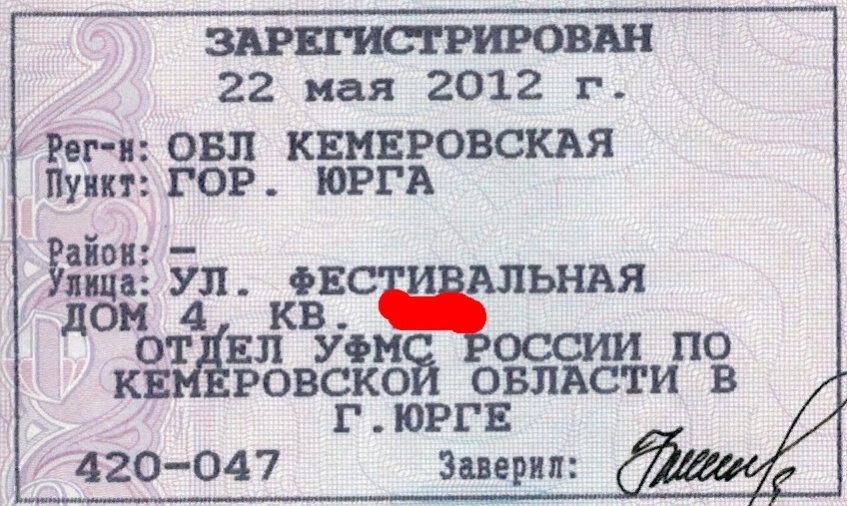 ЗАРЕГИСТРИРОВАН
22 мая 2012 г.
Рег-н: ОБЛ КЕМЕРОВСКАЯ
Пункт: ГОР. ЮРГА
Район: –
Улица: УЛ. ФЕСТИВАЛЬНАЯ
ДОМ 4, КВ.
ОТДЕЛ УФМС РОССИИ ПО
КЕМЕРОВСКОЙ ОБЛАСТИ В
Г.ЮРГЕ
420-047 Заверил: